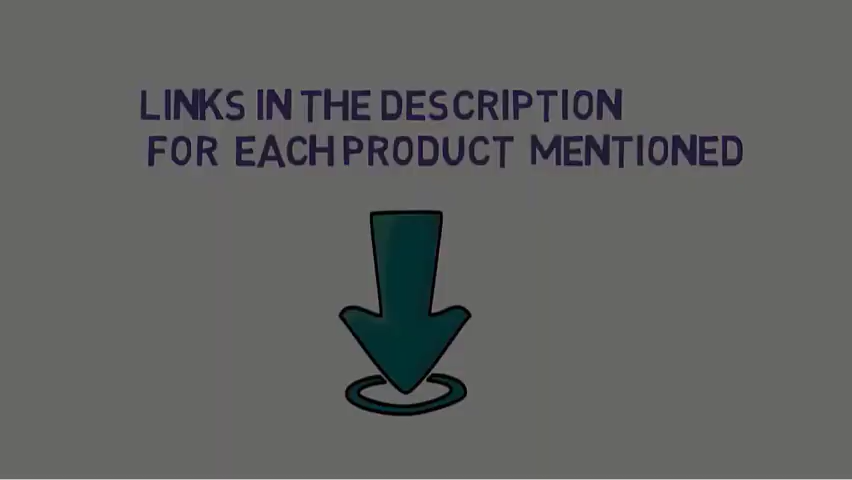 LINKS IN THE DESCRIPTION
FOR EACH PRODUCT MENTIONED